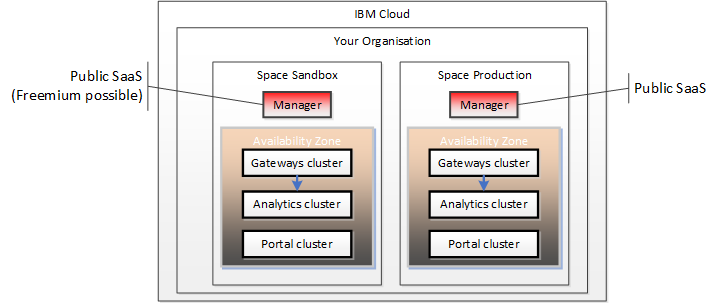 IBM Cloud
Your Organisation
Public SaaS
(Freemium possible)
Space Sandbox
Manager
Availability Zone
Gateways cluster
Analytics cluster
Portal cluster
Space Production
Manager
Availability Zone
Gateways cluster
Analytics cluster
Portal cluster
Public SaaS